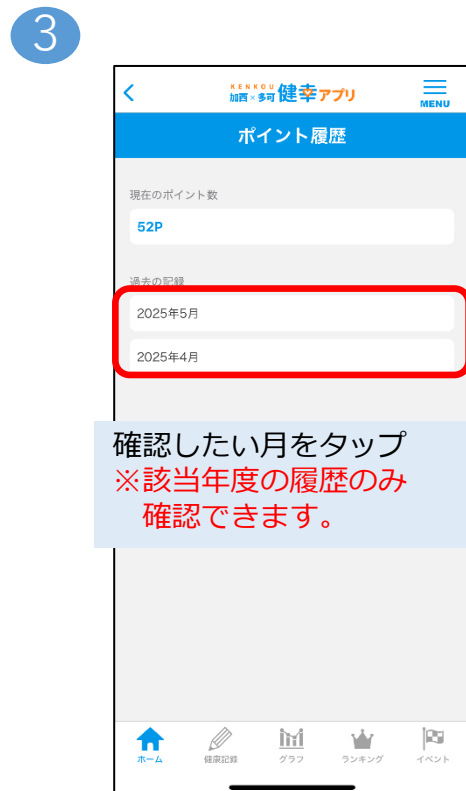 3
KENKOU
加西×多可 健幸アプリ
MENU
ポイント履歴
現在のポイント数
52P
過去の記録
2025年5月
2025年4月
確認したい月をタップ
※該当年度の履歴のみ
確認できます。
ホーム
健康記録
グラフ
ランキング
イベント